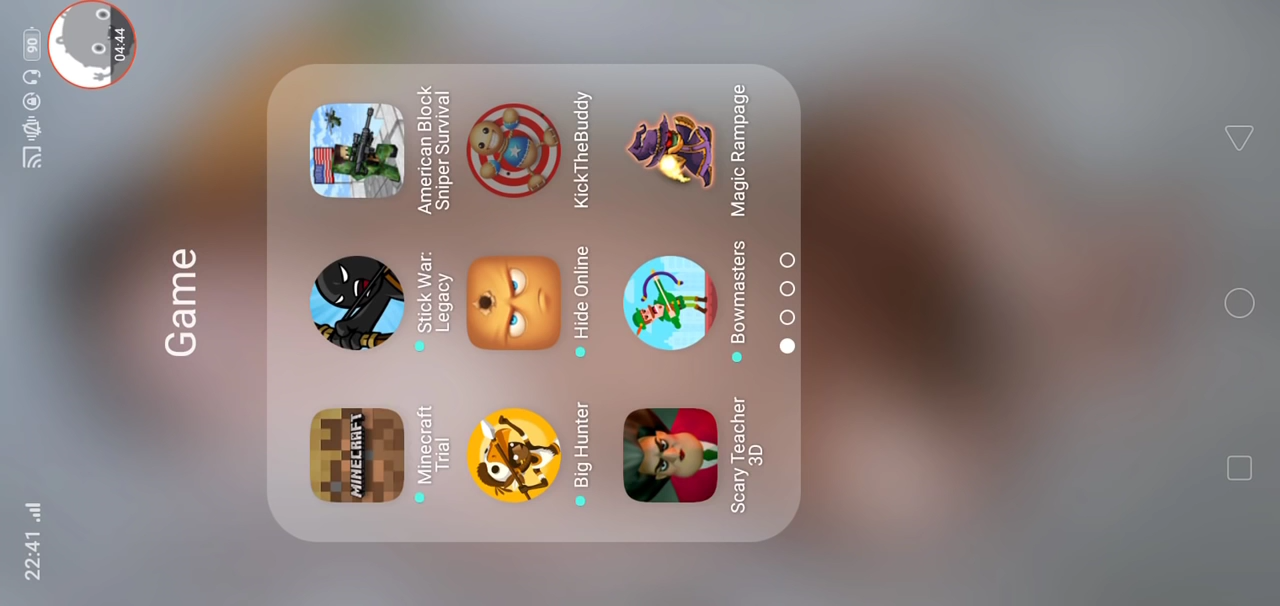 22:41
90
04:44
Game
MINECRAFT
Minecraft
Trial
Stick War:
Legacy
American Block
Sniper Survival
Big Hunter
Hide Online
KickTheBuddy
Scary Teacher
3D
Bowmasters
Magic Rampage